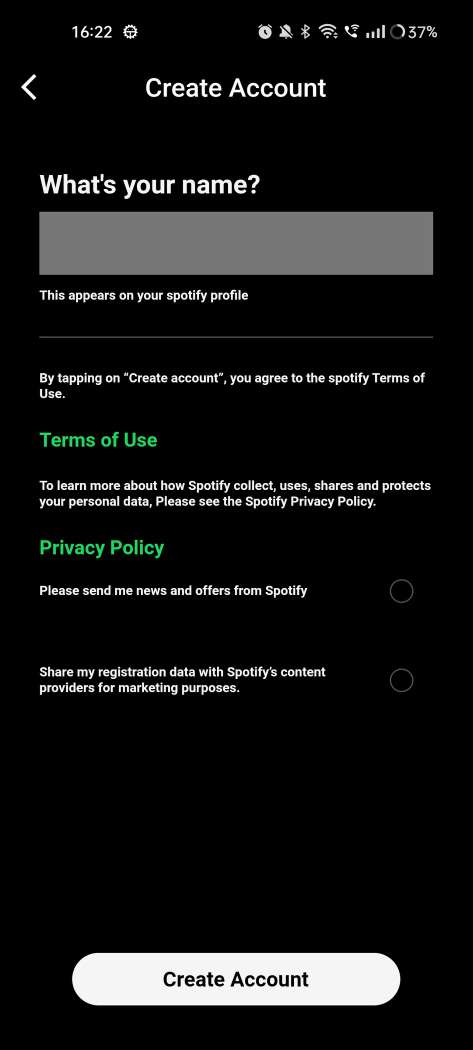 16:22 37%
Create Account
What's your name?
This appears on your spotify profile
By tapping on “Create account”, you agree to the spotify Terms of
Use.
Terms of Use
To learn more about how Spotify collect, uses, shares and protects
your personal data, Please see the Spotify Privacy Policy.
Privacy Policy
Please send me news and offers from Spotify
Share my registration data with Spotify’s content
providers for marketing purposes.
Create Account